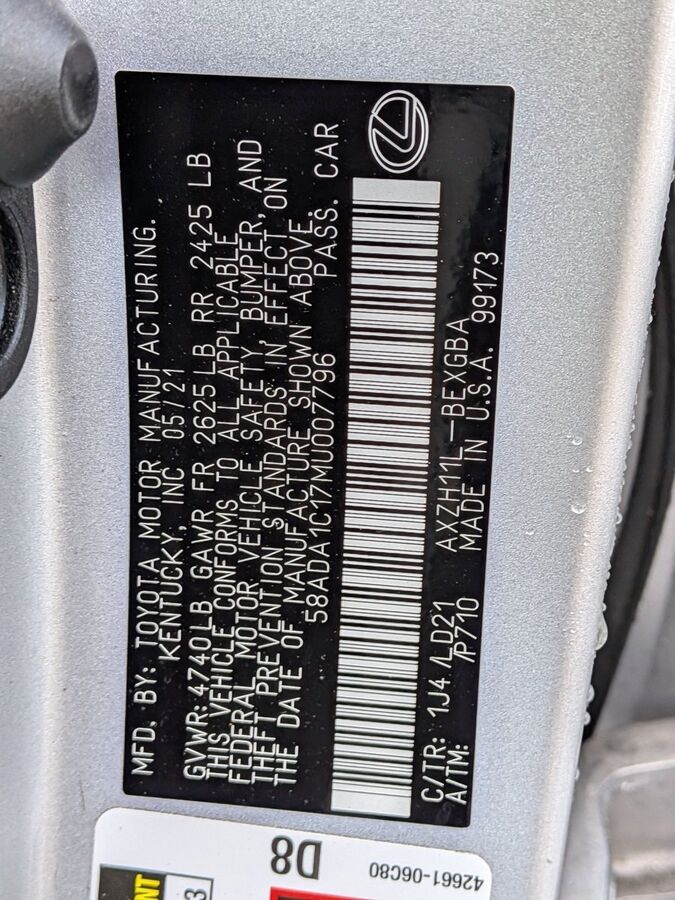 MFD. BY: TOYOTA MOTOR MANUFACTURING.
KENTUCKY, INC 05/21
GVWR: 4740LB GAWR FR 2625 LB RR 2425 LB
THIS VEHICLE CONFORMS TO ALL APPLICABLE
FEDERAL MOTOR VEHICLE SAFETY, BUMPER, AND
THEFT PREVENTION STANDARDS IN EFFECT ON
THE DATE OF MANUFACTURE SHOWN ABOVE.
58ADA1C17MU007796 PASS. CAR
C/TR: 1J4 /LD21 AXZH11L-BEXGBA
A/TM: /P710 MADE IN U.S.A. 99173
D8
42661-06C80
NT
3